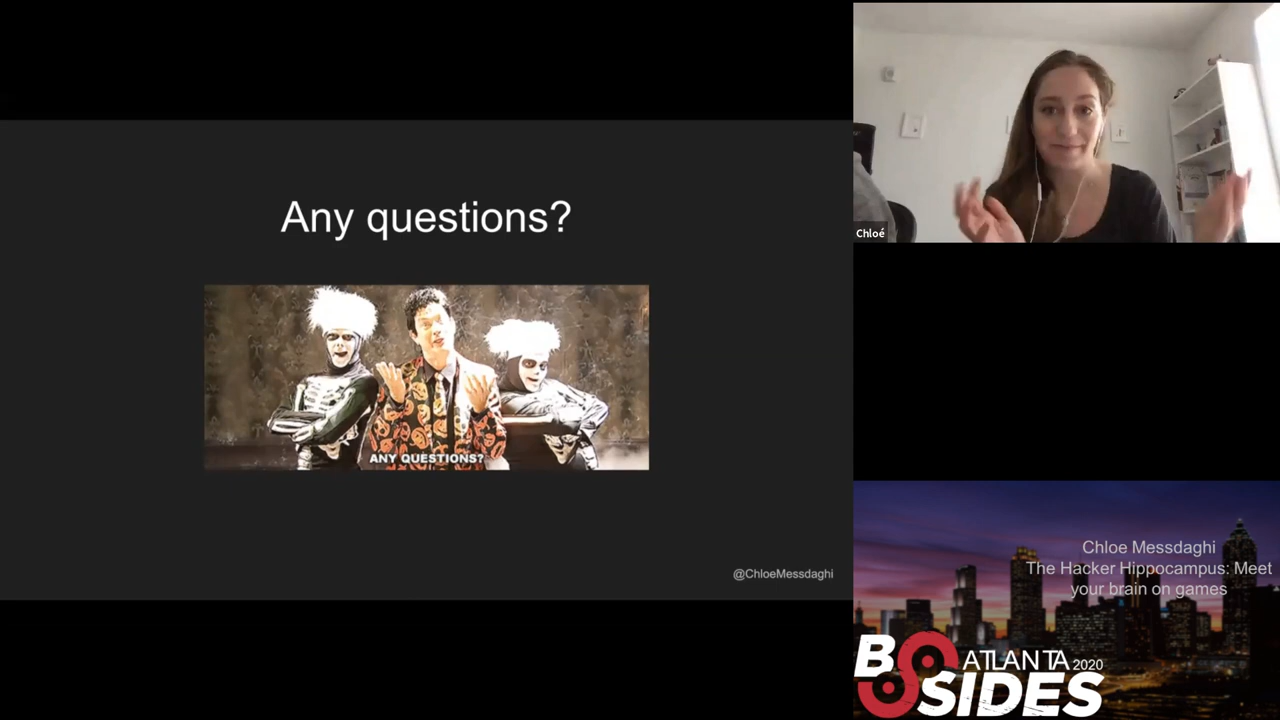 Any questions?
ANY QUESTIONS?
@ChloeMessdaghi
Chloé
Chloe Messdaghi
The Hacker Hippocampus: Meet
your brain on games
BSIDES
ATLANTA 2020